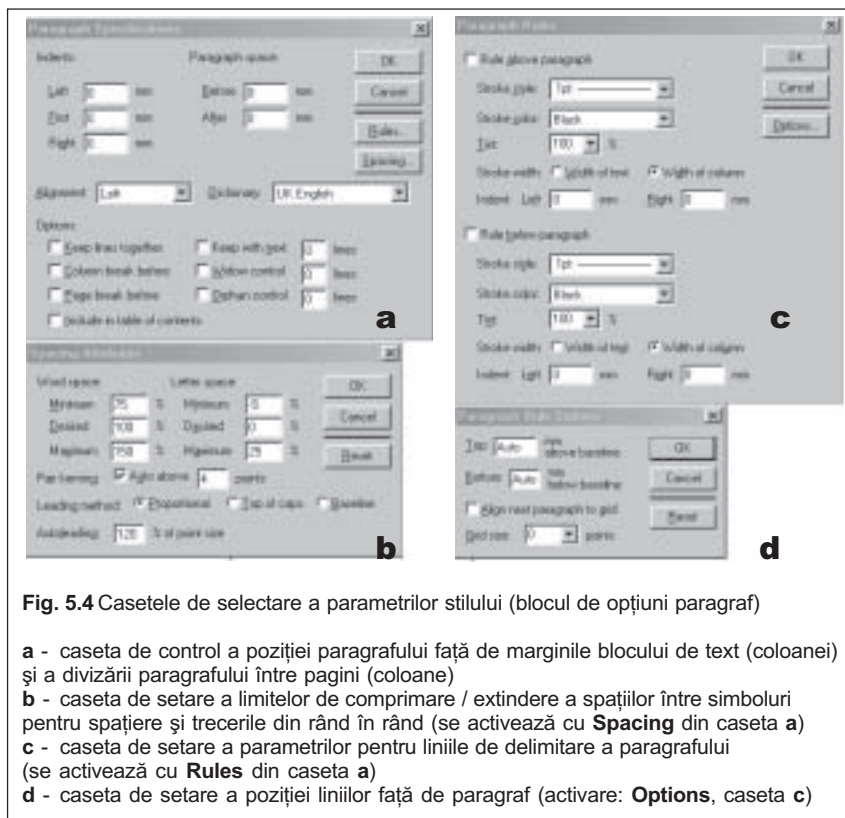 Paragraph Specifications
Indents: Paragraph space: OK
Left 0 mm Before 0 mm Cancel
First 0 mm After 0 mm
Right 0 mm Rules...
Spacing...
Alignment: Left Dictionary: UK English
Options:
Keep lines together Keep with next 0 lines
Column break before Widow control 0 lines
Page break before Orphan control 0 lines
Include in table of contents
a
Spacing Attributes
Word space: Letter space: OK
Minimum 75 % Minimum % Cancel
Desired 100 % Desired 0 %
Maximum 150 % Maximum 25 % Reset
Pair kerning: Auto above 4 points
Leading method: Proportional Top of caps Baseline
Autoleading: 120 % of point size
b
Paragraph Rules
Rule above paragraph OK
Stroke style: 1pt Cancel
Stroke color: Black Options...
Tint: 100 %
Stroke width: Width of text Width of column
Indent: Left 0 mm Right 0 mm
Rule below paragraph
Stroke style: 1pt
Stroke color: Black
Tint: 100 %
Stroke width: Width of text Width of column
Indent: Left 0 mm Right 0 mm
c
Paragraph Rule Options
Top: Auto mm above baseline OK
Bottom: Auto mm below baseline Cancel
Align next paragraph to grid Reset
Grid size: 0 points
d
Fig. 5.4 Casetele de selectare a parametrilor stilului (blocul de opțiuni paragraf)
a - caseta de control a poziției paragrafului față de marginile blocului de text (coloanei)
și a divizării paragrafului între pagini (coloane)
b - caseta de setare a limitelor de comprimare / extindere a spațiilor între simboluri
pentru spațiere și trecerile din rând în rând (se activează cu Spacing din caseta a)
c - caseta de setare a parametrilor pentru liniile de delimitare a paragrafului
(se activează cu Rules din caseta a)
d - caseta de setare a poziției liniilor față de paragraf (activare: Options, caseta c)